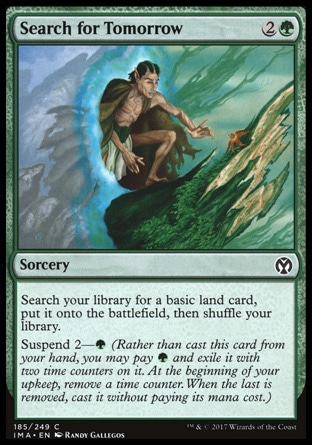 Search for Tomorrow 2
Sorcery
Search your library for a basic land card,
put it onto the battlefield, then shuffle your
library.
Suspend 2— (Rather than cast this card from
your hand, you may pay and exile it with
two time counters on it. At the beginning of your
upkeep, remove a time counter. When the last is
removed, cast it without paying its mana cost.)
185/249 C
IMA • EN Randy Gallegos
™ & © 2017 Wizards of the Coast